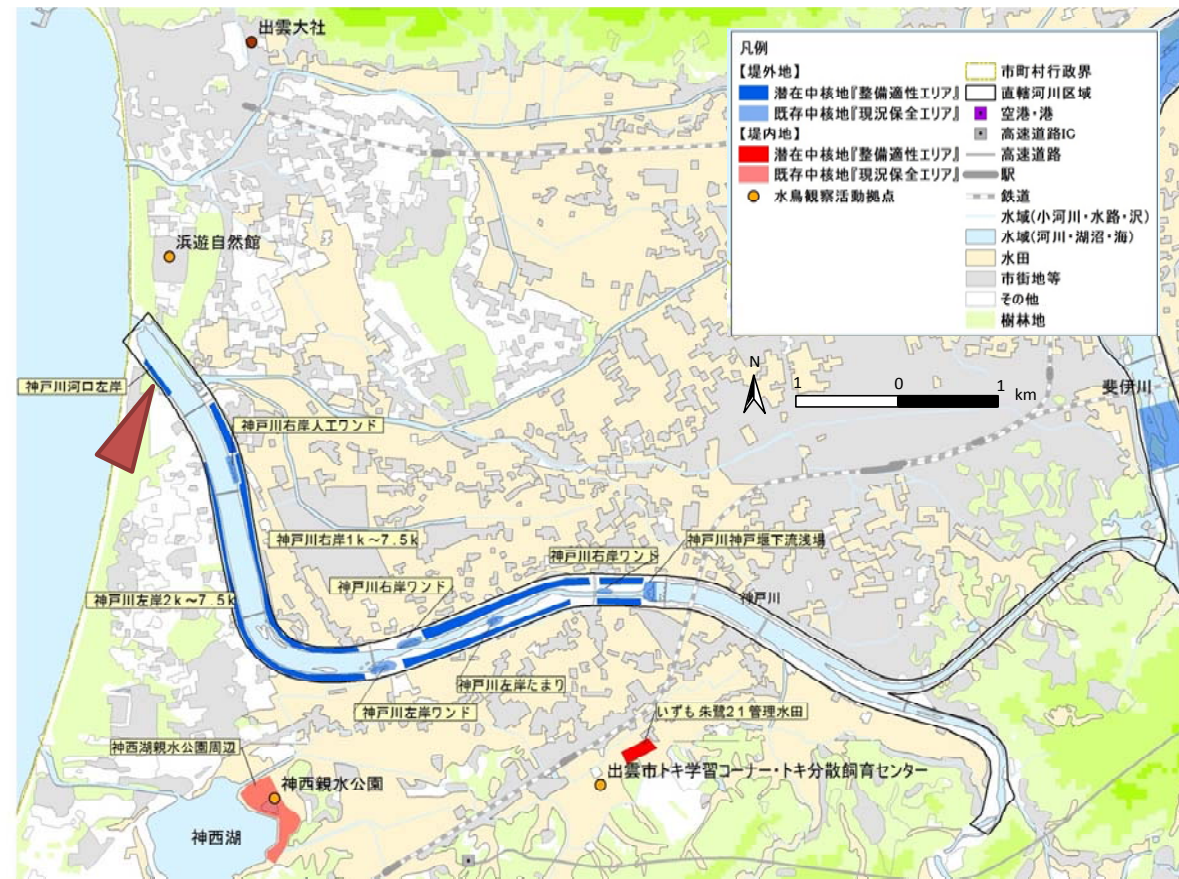 出雲大社
凡例
【堤外地】
潜在中核地『整備適性エリア』
既存中核地『現況保全エリア』
【堤内地】
潜在中核地『整備適性エリア』
既存中核地『現況保全エリア』
水鳥観察活動拠点
市町村行政界
直轄河川区域
空港・港
高速道路IG
高速道路
駅
鉄道
水域(小河川・水路・沢)
水域(河川・湖沼・海)
水田
市街地等
その他
樹林地
浜遊自然館
N
1 0 1 km
斐伊川
神戸川河口左岸
神戸川右岸人工ワンド
神戸川右岸1k~7.5k
神戸川右岸ワンド
神戸川神戸堰下流浅場
神戸川右岸ワンド
神戸川左岸2k~7.5k
神戸川
神戸川左岸たまり
神戸川左岸ワンド
いずも朱鷺21管理水田
神西湖親水公園周辺
神西親水公園
出雲市トキ学習コーナー・トキ分散飼育センター
神西湖